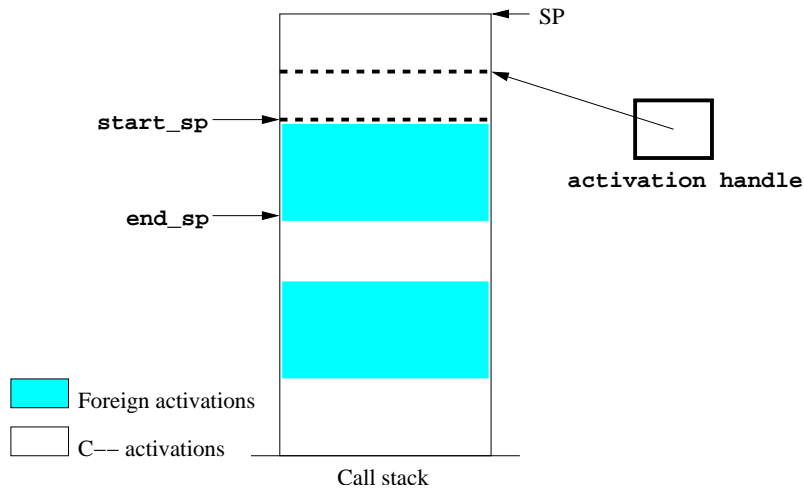 SP
start_sp
activation handle
end_sp
Foreign activations
C−− activations
Call stack